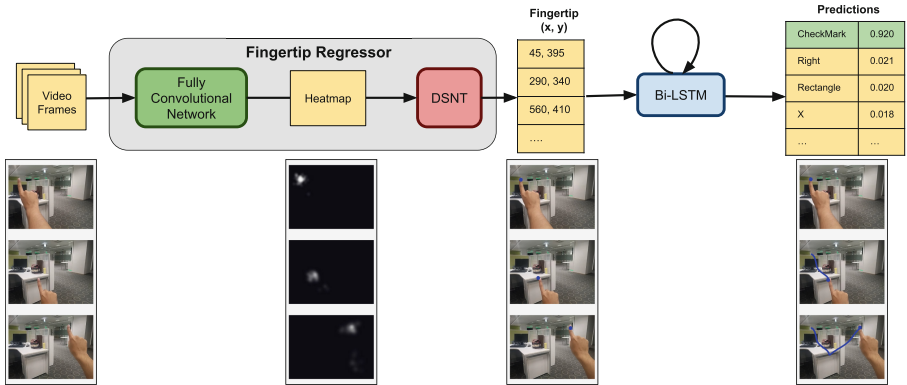 Fingertip
(x, y)
Predictions
Fingertip Regressor
Video
Frames
Fully
Convolutional
Network
Heatmap
DSNT
45, 395
290, 340
560, 410
....
Bi-LSTM
CheckMark 0.920
Right 0.021
Rectangle 0.020
X 0.018
... ...